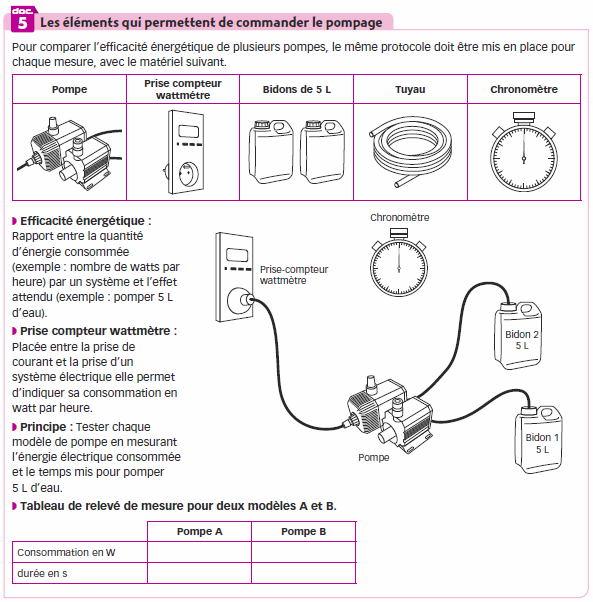 doc.
5
Les éléments qui permettent de commander le pompage
Pour comparer l'efficacité énergétique de plusieurs pompes, le même protocole doit être mis en place pour
chaque mesure, avec le matériel suivant.
Pompe
Prise compteur
wattmétre
Bidons de 5 L
Tuyau
Chronomètre
Efficacité énergétique :
Rapport entre la quantité
d'énergie consommée
(exemple : nombre de watts par
heure) par un système et l'effet
attendu (exemple : pomper 5 L
d'eau).
Prise compteur wattmètre :
Placée entre la prise de
courant et la prise d'un
système électrique elle permet
d'indiquer sa consommation en
watt par heure.
Principe : Tester chaque
modèle de pompe en mesurant
l'énergie électrique consommée
et le temps mis pour pomper
5 L d'eau.
Chronomètre
Prise-compteur
wattmètre
Bidon 2
5 L
Bidon 1
5 L
Pompe
Tableau de relevé de mesure pour deux modèles A et B.
Pompe A
Pompe B
Consommation en W
durée en s